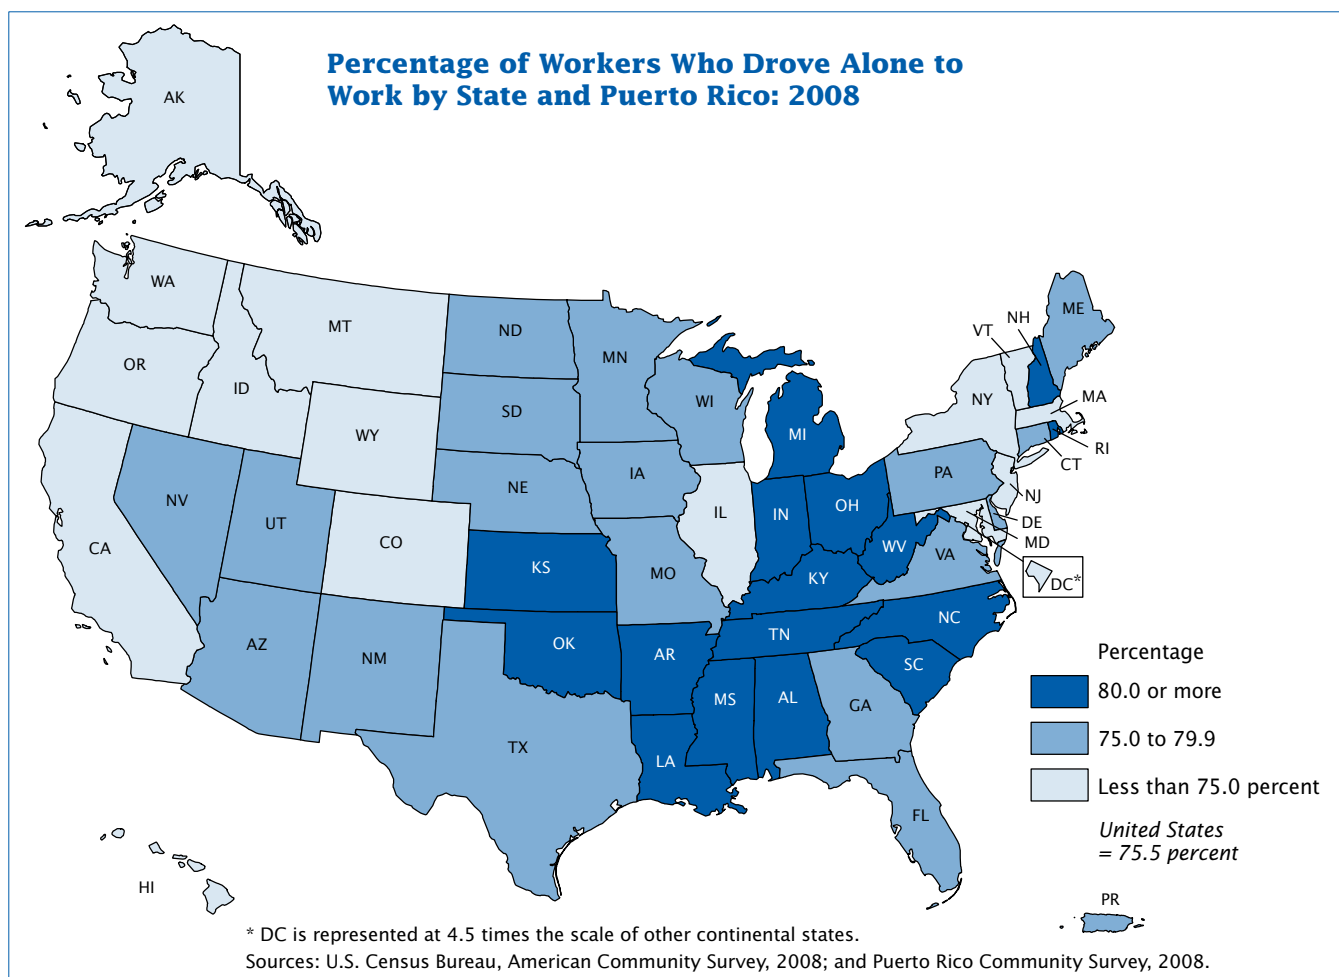 Percentage of Workers Who Drove Alone to
Work by State and Puerto Rico: 2008
AK
WA
MT
ND
MN
ME
NH
VT
OR
ID
WY
SD
WI
MI
NY
MA
RI
CT
NV
UT
CO
NE
IA
IL
IN
OH
PA
NJ
DE
MD
DC*
CA
KS
MO
KY
WV
VA
AZ
NM
OK
AR
TN
NC
SC
MS
AL
GA
TX
LA
FL
HI
PR
Percentage
80.0 or more
75.0 to 79.9
Less than 75.0 percent
United States
= 75.5 percent
* DC is represented at 4.5 times the scale of other continental states.
Sources: U.S. Census Bureau, American Community Survey, 2008; and Puerto Rico Community Survey, 2008.